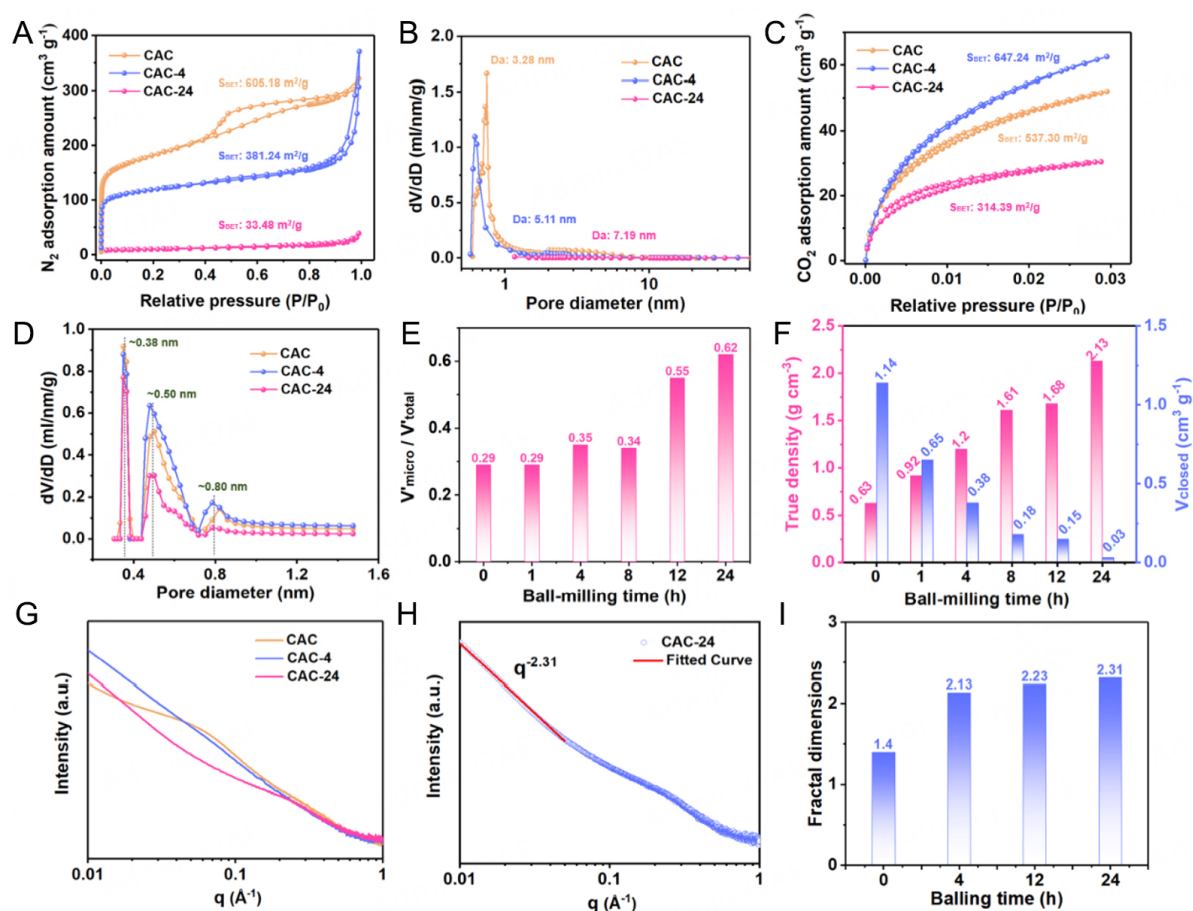 A
N₂ adsorption amount (cm³ g⁻¹)
400
300
200
100
0
CAC
CAC-4
CAC-24
S_BET: 605.18 m²/g
S_BET: 381.24 m²/g
S_BET: 33.48 m²/g
0.0 0.2 0.4 0.6 0.8 1.0
Relative pressure (P/P₀)
B
dV/dD (ml/nm/g)
2.0
1.5
1.0
0.5
0.0
Da: 3.28 nm
CAC
CAC-4
CAC-24
Da: 5.11 nm
Da: 7.19 nm
1 10
Pore diameter (nm)
C
CO₂ adsorption amount (cm³ g⁻¹)
60
40
20
0
CAC
CAC-4
CAC-24
S_BET: 647.24 m²/g
S_BET: 537.30 m²/g
S_BET: 314.39 m²/g
0.00 0.01 0.02 0.03
Relative pressure (P/P₀)
D
dV/dD (ml/nm/g)
1.0
0.8
0.6
0.4
0.2
0.0
~0.38 nm
~0.50 nm
~0.80 nm
CAC
CAC-4
CAC-24
0.4 0.8 1.2 1.6
Pore diameter (nm)
E
V'micro / V'total
0.6
0.4
0.2
0.0
0.29 0.29 0.35 0.34 0.55 0.62
0 1 4 8 12 24
Ball-milling time (h)
F
True density (g cm⁻³)
2.5
2.0
1.5
1.0
0.5
0.0
0.63 1.14 0.92 0.65 1.2 0.38 1.61 0.18 1.68 0.15 2.13 0.03
1.5
1.0
0.5
0.0
Vclosed (cm³ g⁻¹)
0 1 4 8 12 24
Ball-milling time (h)
G
Intensity (a.u.)
CAC
CAC-4
CAC-24
0.01 0.1 1
q (Å⁻¹)
H
Intensity (a.u.)
CAC-24
Fitted Curve
q⁻²·³¹
0.01 0.1 1
q (Å⁻¹)
I
Fractal dimensions
3
2
1
0
1.4 2.13 2.23 2.31
0 4 12 24
Balling time (h)